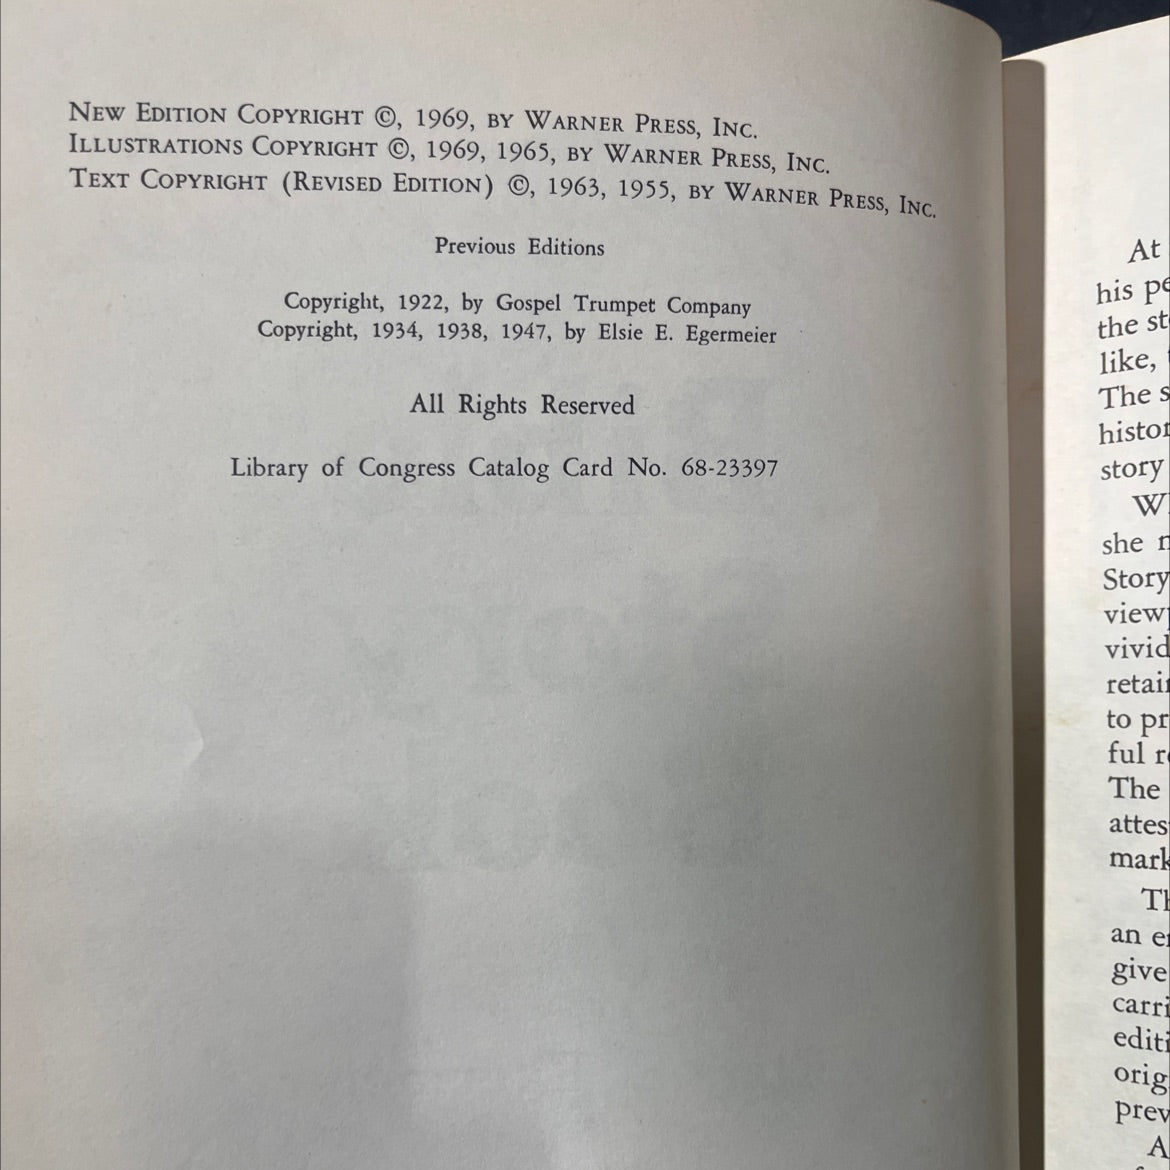 NEW EDITION COPYRIGHT ©, 1969, BY WARNER PRESS, INC.
ILLUSTRATIONS COPYRIGHT ©, 1969, 1965, BY WARNER PRESS, INC.
TEXT COPYRIGHT (REVISED EDITION) ©, 1963, 1955, BY WARNER PRESS, INC.
Previous Editions
Copyright, 1922, by Gospel Trumpet Company
Copyright, 1934, 1938, 1947, by Elsie E. Egermeier
All Rights Reserved
Library of Congress Catalog Card No. 68-23397
At
his
the
like,
The
story
she
Story
vivid
to
ful
The
an
give